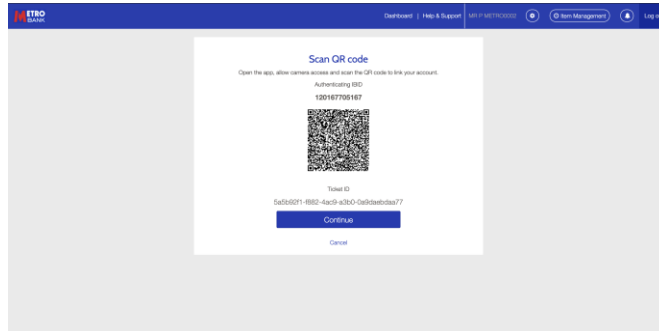 METRO
BANK
Dashboard | Help & Support
MR P METRO0002
Item Management
Log o
Scan QR code
Open the app, allow camera access and scan the QR code to link your account.
Authenticating IBID
120167705167
Ticket ID
5a5b92f1-f882-4ac9-a3b0-0a9daebdaa77
Continue
Cancel